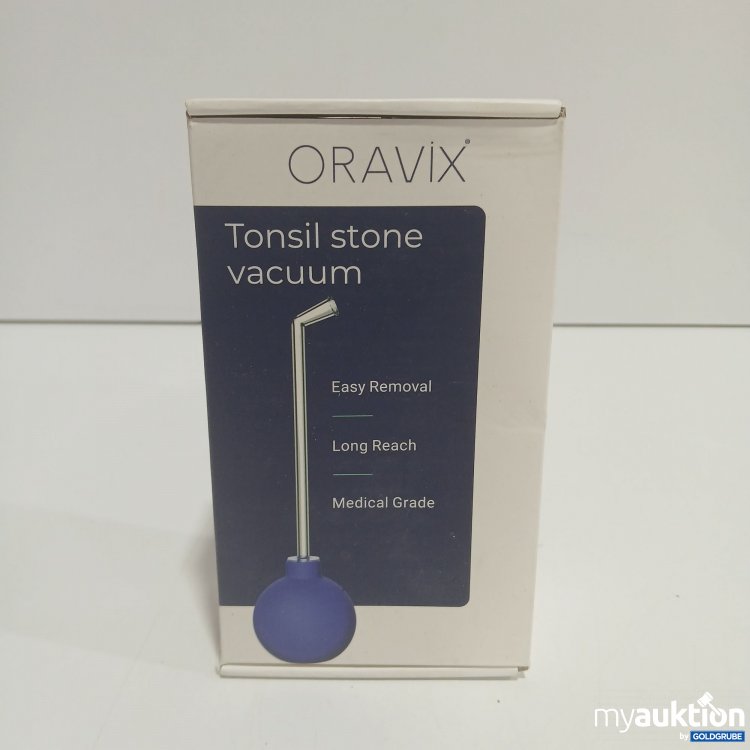 ORAVIX®
Tonsil stone
vacuum
Easy Removal
Long Reach
Medical Grade
myauktion
by GOLDGRUBE